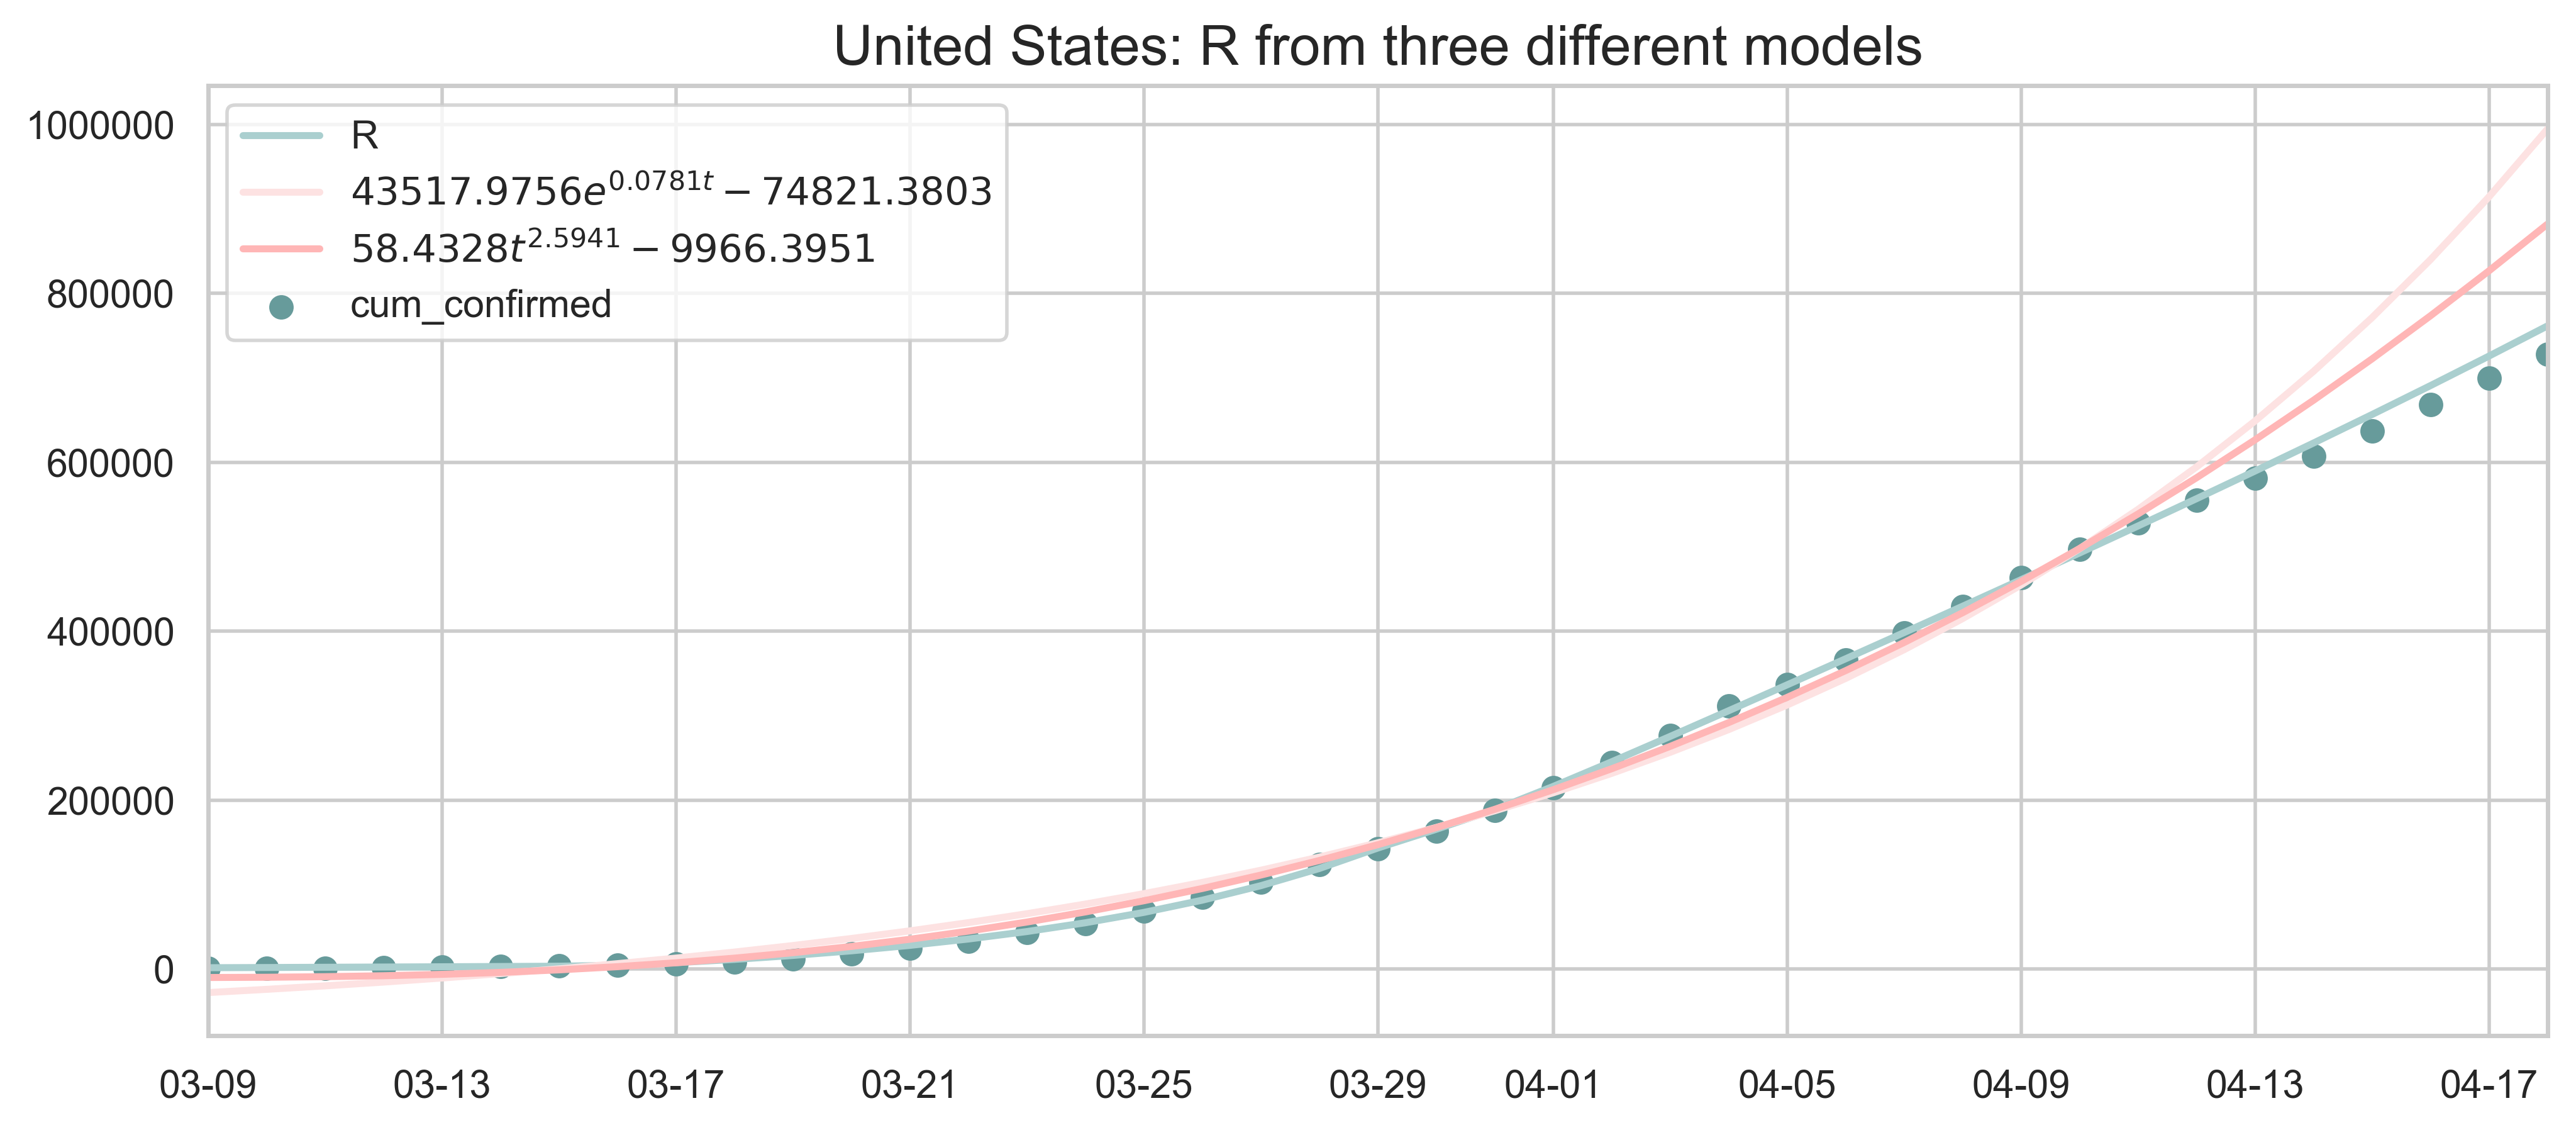 United States: R from three different models
1000000
800000
600000
400000
200000
0
R
43517.9756e^{0.0781t} − 74821.3803
58.4328t^{2.5941} − 9966.3951
cum_confirmed
03-09 03-13 03-17 03-21 03-25 03-29 04-01 04-05 04-09 04-13 04-17